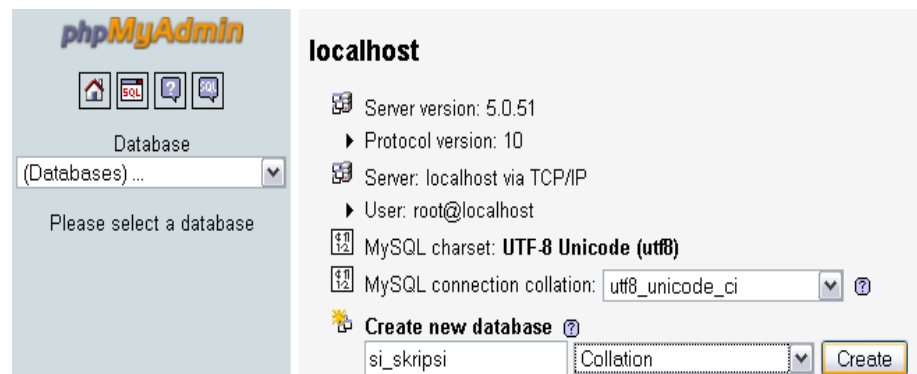 phpMyAdmin
SQL ? SQL
Database
(Databases) ...
Please select a database
localhost
Server version: 5.0.51
Protocol version: 10
Server: localhost via TCP/IP
User: root@localhost
MySQL charset: UTF-8 Unicode (utf8)
MySQL connection collation: utf8_unicode_ci ?
Create new database ?
si_skripsi Collation Create